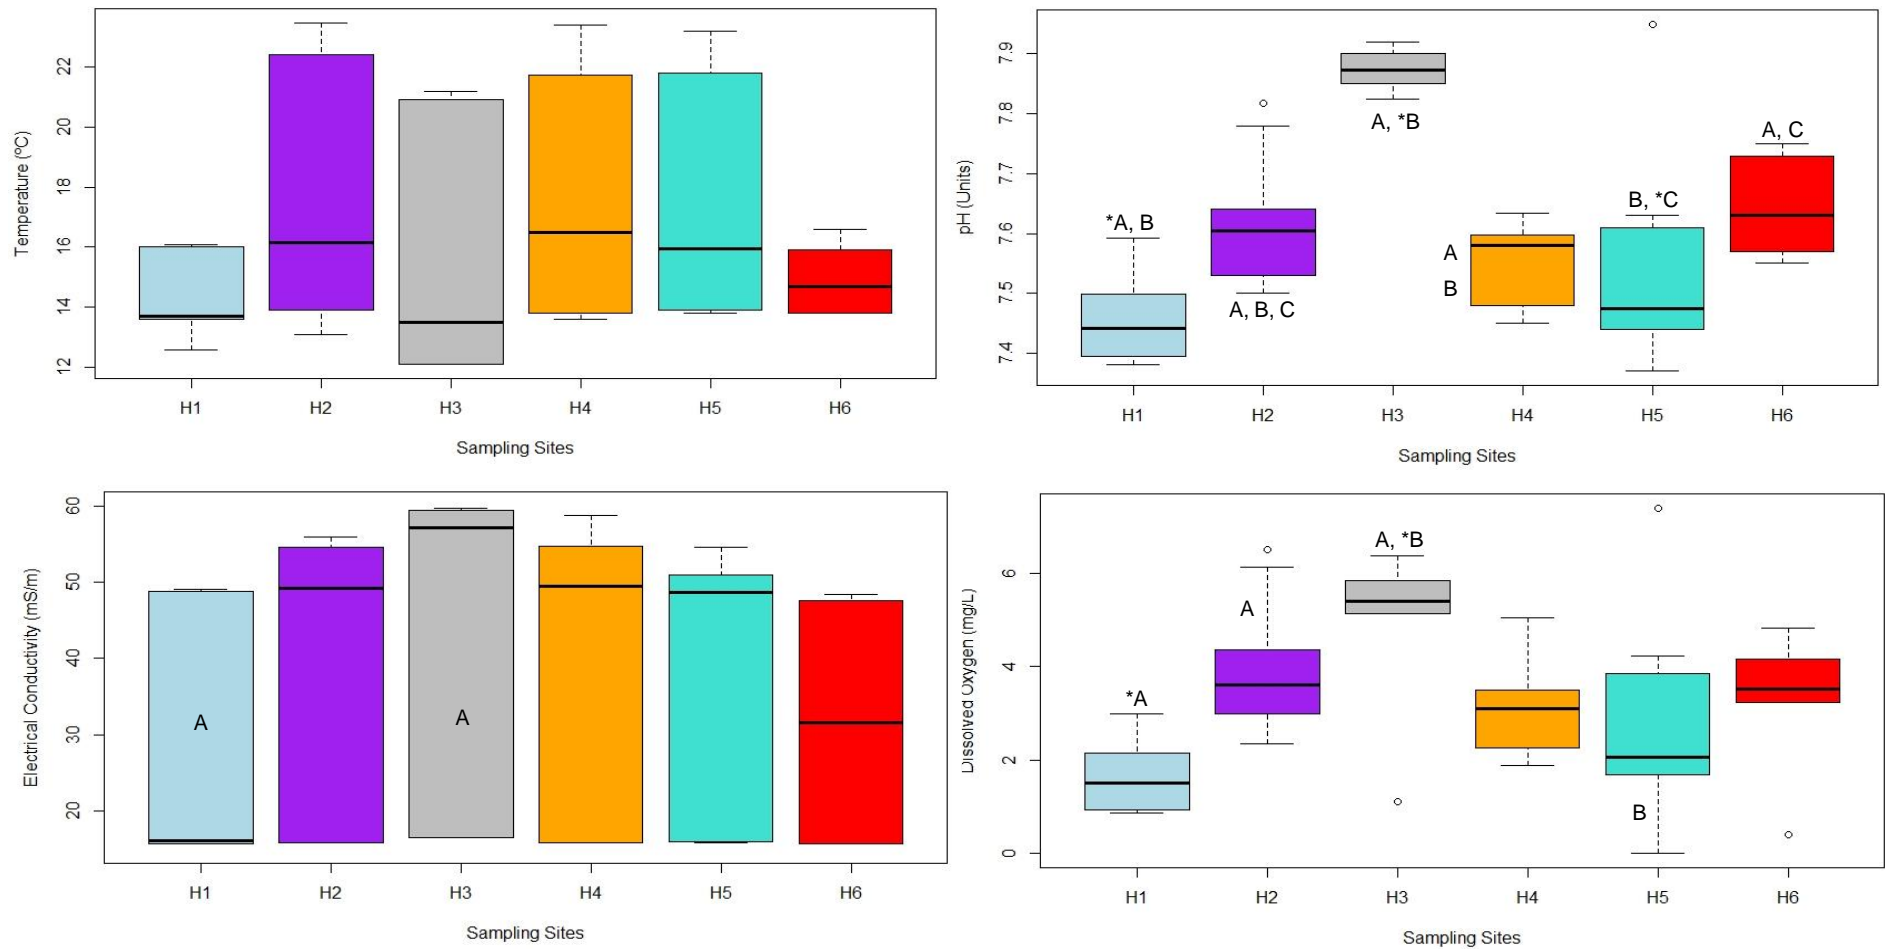 Temperature (ºC)
22
20
18
16
14
12
H1 H2 H3 H4 H5 H6
Sampling Sites
pH (Units)
7.9
7.8
7.7
7.6
7.5
7.4
*A, B
A, B, C
A, *B
A
B
B, *C
A, C
H1 H2 H3 H4 H5 H6
Sampling Sites
Electrical Conductivity (mS/m)
60
50
40
30
20
A
A
H1 H2 H3 H4 H5 H6
Sampling Sites
Dissolved Oxygen (mg/L)
6
4
2
0
*A
A
A, *B
B
H1 H2 H3 H4 H5 H6
Sampling Sites